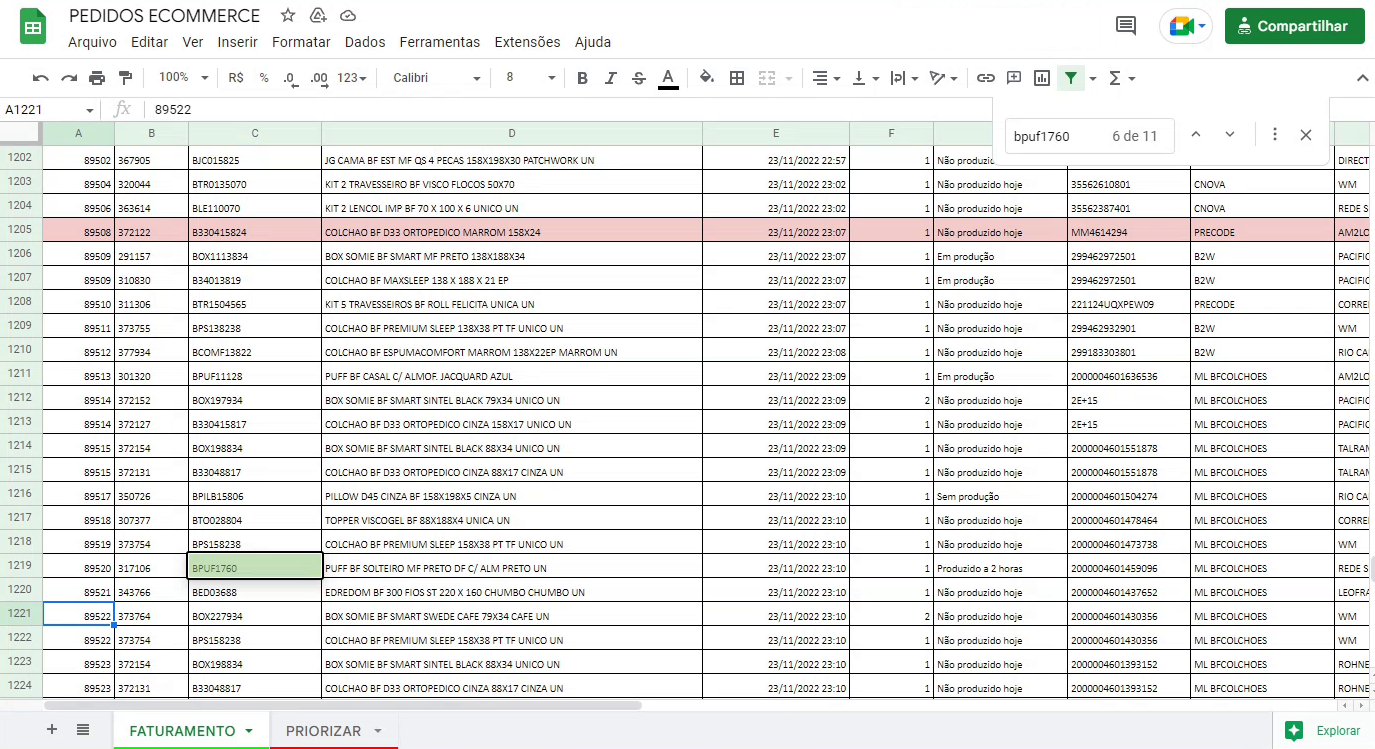 PEDIDOS ECOMMERCE
Arquivo Editar Ver Inserir Formatar Dados Ferramentas Extensões Ajuda
Compartilhar
100% R$ % .0 .00 123 Calibri 8 B I S A
A1221 fx 89522
bpuf1760 6 de 11
A B C D E F
1202 89502 367905 BJC015825 JG CAMA BF EST MF QS 4 PECAS 158X198X30 PATCHWORK UN 23/11/2022 22:57 1 Não produzi DIRECT
1203 89504 320044 BTR0135070 KIT 2 TRAVESSEIRO BF VISCO FLOCOS 50X70 23/11/2022 23:02 1 Não produzido hoje 35562610801 CNOVA WM
1204 89506 363614 BLE110070 KIT 2 LENCOL IMP BF 70 X 100 X 6 UNICO UN 23/11/2022 23:02 1 Não produzido hoje 35562387401 CNOVA REDE S
1205 89508 372122 B330415824 COLCHAO BF D33 ORTOPEDICO MARROM 158X24 23/11/2022 23:07 1 Não produzido hoje MM4614294 PRECODE AM2LO
1206 89509 291157 BOX1113834 BOX SOMIE BF SMART MF PRETO 138X188X34 23/11/2022 23:07 1 Em produção 299462972501 B2W PACIFIC
1207 89509 310830 B34013819 COLCHAO BF MAXSLEEP 138 X 188 X 21 EP 23/11/2022 23:07 1 Em produção 299462972501 B2W PACIFIC
1208 89510 311306 BTR1504565 KIT 5 TRAVESSEIROS BF ROLL FELICITA UNICA UN 23/11/2022 23:07 1 Não produzido hoje 221124UQXPEW09 PRECODE CORREI
1209 89511 373755 BPS138238 COLCHAO BF PREMIUM SLEEP 138X38 PT TF UNICO UN 23/11/2022 23:07 1 Não produzido hoje 299462932901 B2W WM
1210 89512 377934 BCOMF13822 COLCHAO BF ESPUMACOMFORT MARROM 138X22EP MARROM UN 23/11/2022 23:08 1 Não produzido hoje 299183303801 B2W RIO CA
1211 89513 301320 BPUF11128 PUFF BF CASAL C/ ALMOF. JACQUARD AZUL 23/11/2022 23:09 1 Em produção 2000004601636536 ML BFCOLCHOES AM2LO
1212 89514 372152 BOX197934 BOX SOMIE BF SMART SINTEL BLACK 79X34 UNICO UN 23/11/2022 23:09 2 Não produzido hoje 2E+15 ML BFCOLCHOES PACIFIC
1213 89514 372127 B330415817 COLCHAO BF D33 ORTOPEDICO CINZA 158X17 UNICO UN 23/11/2022 23:09 1 Não produzido hoje 2E+15 ML BFCOLCHOES PACIFIC
1214 89515 372154 BOX198834 BOX SOMIE BF SMART SINTEL BLACK 88X34 UNICO UN 23/11/2022 23:09 1 Não produzido hoje 2000004601551878 ML BFCOLCHOES TALRAM
1215 89515 372131 B33048817 COLCHAO BF D33 ORTOPEDICO CINZA 88X17 CINZA UN 23/11/2022 23:09 1 Não produzido hoje 2000004601551878 ML BFCOLCHOES TALRAM
1216 89517 350726 BPILB15806 PILLOW D45 CINZA BF 158X198X5 CINZA UN 23/11/2022 23:10 1 Sem produção 2000004601504274 ML BFCOLCHOES RIO CA
1217 89518 307377 BTO028804 TOPPER VISCOGEL BF 88X188X4 UNICA UN 23/11/2022 23:10 1 Não produzido hoje 2000004601478464 ML BFCOLCHOES CORREI
1218 89519 373754 BPS158238 COLCHAO BF PREMIUM SLEEP 158X38 PT TF UNICO UN 23/11/2022 23:10 1 Não produzido hoje 2000004601473738 ML BFCOLCHOES WM
1219 89520 317106 BPUF1760 PUFF BF SOLTEIRO MF PRETO DF C/ ALM PRETO UN 23/11/2022 23:10 1 Produzido a 2 horas 2000004601459096 ML BFCOLCHOES REDE S
1220 89521 343766 BED03688 EDREDOM BF 300 FIOS ST 220 X 160 CHUMBO CHUMBO UN 23/11/2022 23:10 1 Não produzido hoje 2000004601437652 ML BFCOLCHOES LEOFRA
1221 89522 373764 BOX227934 BOX SOMIE BF SMART SWEDE CAFE 79X34 CAFE UN 23/11/2022 23:10 2 Não produzido hoje 2000004601430356 ML BFCOLCHOES WM
1222 89522 373754 BPS158238 COLCHAO BF PREMIUM SLEEP 158X38 PT TF UNICO UN 23/11/2022 23:10 1 Não produzido hoje 2000004601430356 ML BFCOLCHOES WM
1223 89523 372154 BOX198834 BOX SOMIE BF SMART SINTEL BLACK 88X34 UNICO UN 23/11/2022 23:10 1 Não produzido hoje 2000004601393152 ML BFCOLCHOES ROHNE
1224 89523 372131 B33048817 COLCHAO BF D33 ORTOPEDICO CINZA 88X17 CINZA UN 23/11/2022 23:10 1 Não produzido hoje 2000004601393152 ML BFCOLCHOES ROHNE
FATURAMENTO PRIORIZAR Explorar